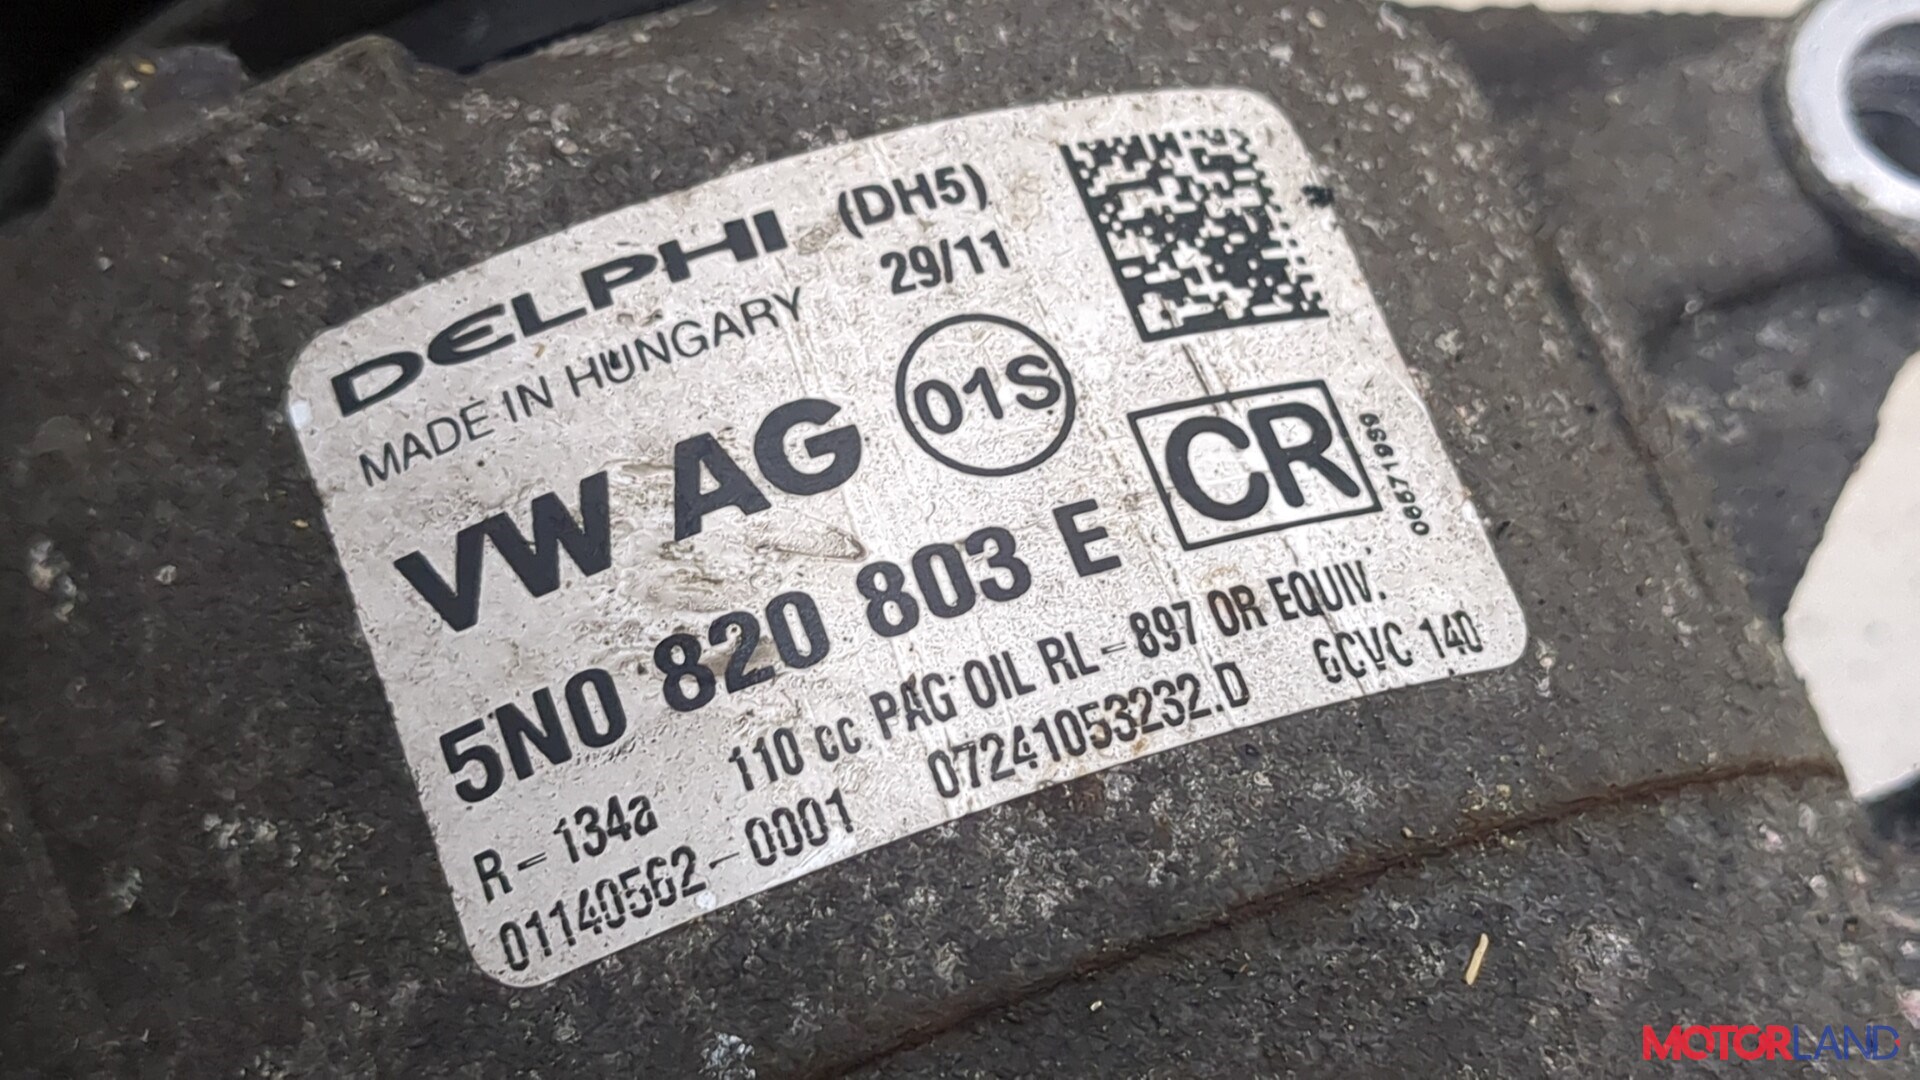 DELPHI (DH5)
MADE IN HUNGARY 29/11
VW AG 01S
CR
5N0 820 803 E
R-134a 110 cc PAG OIL RL-897 OR EQUIV.
01140562-0001 07241053232.D 6CVC 140
06671999
MOTORLAND